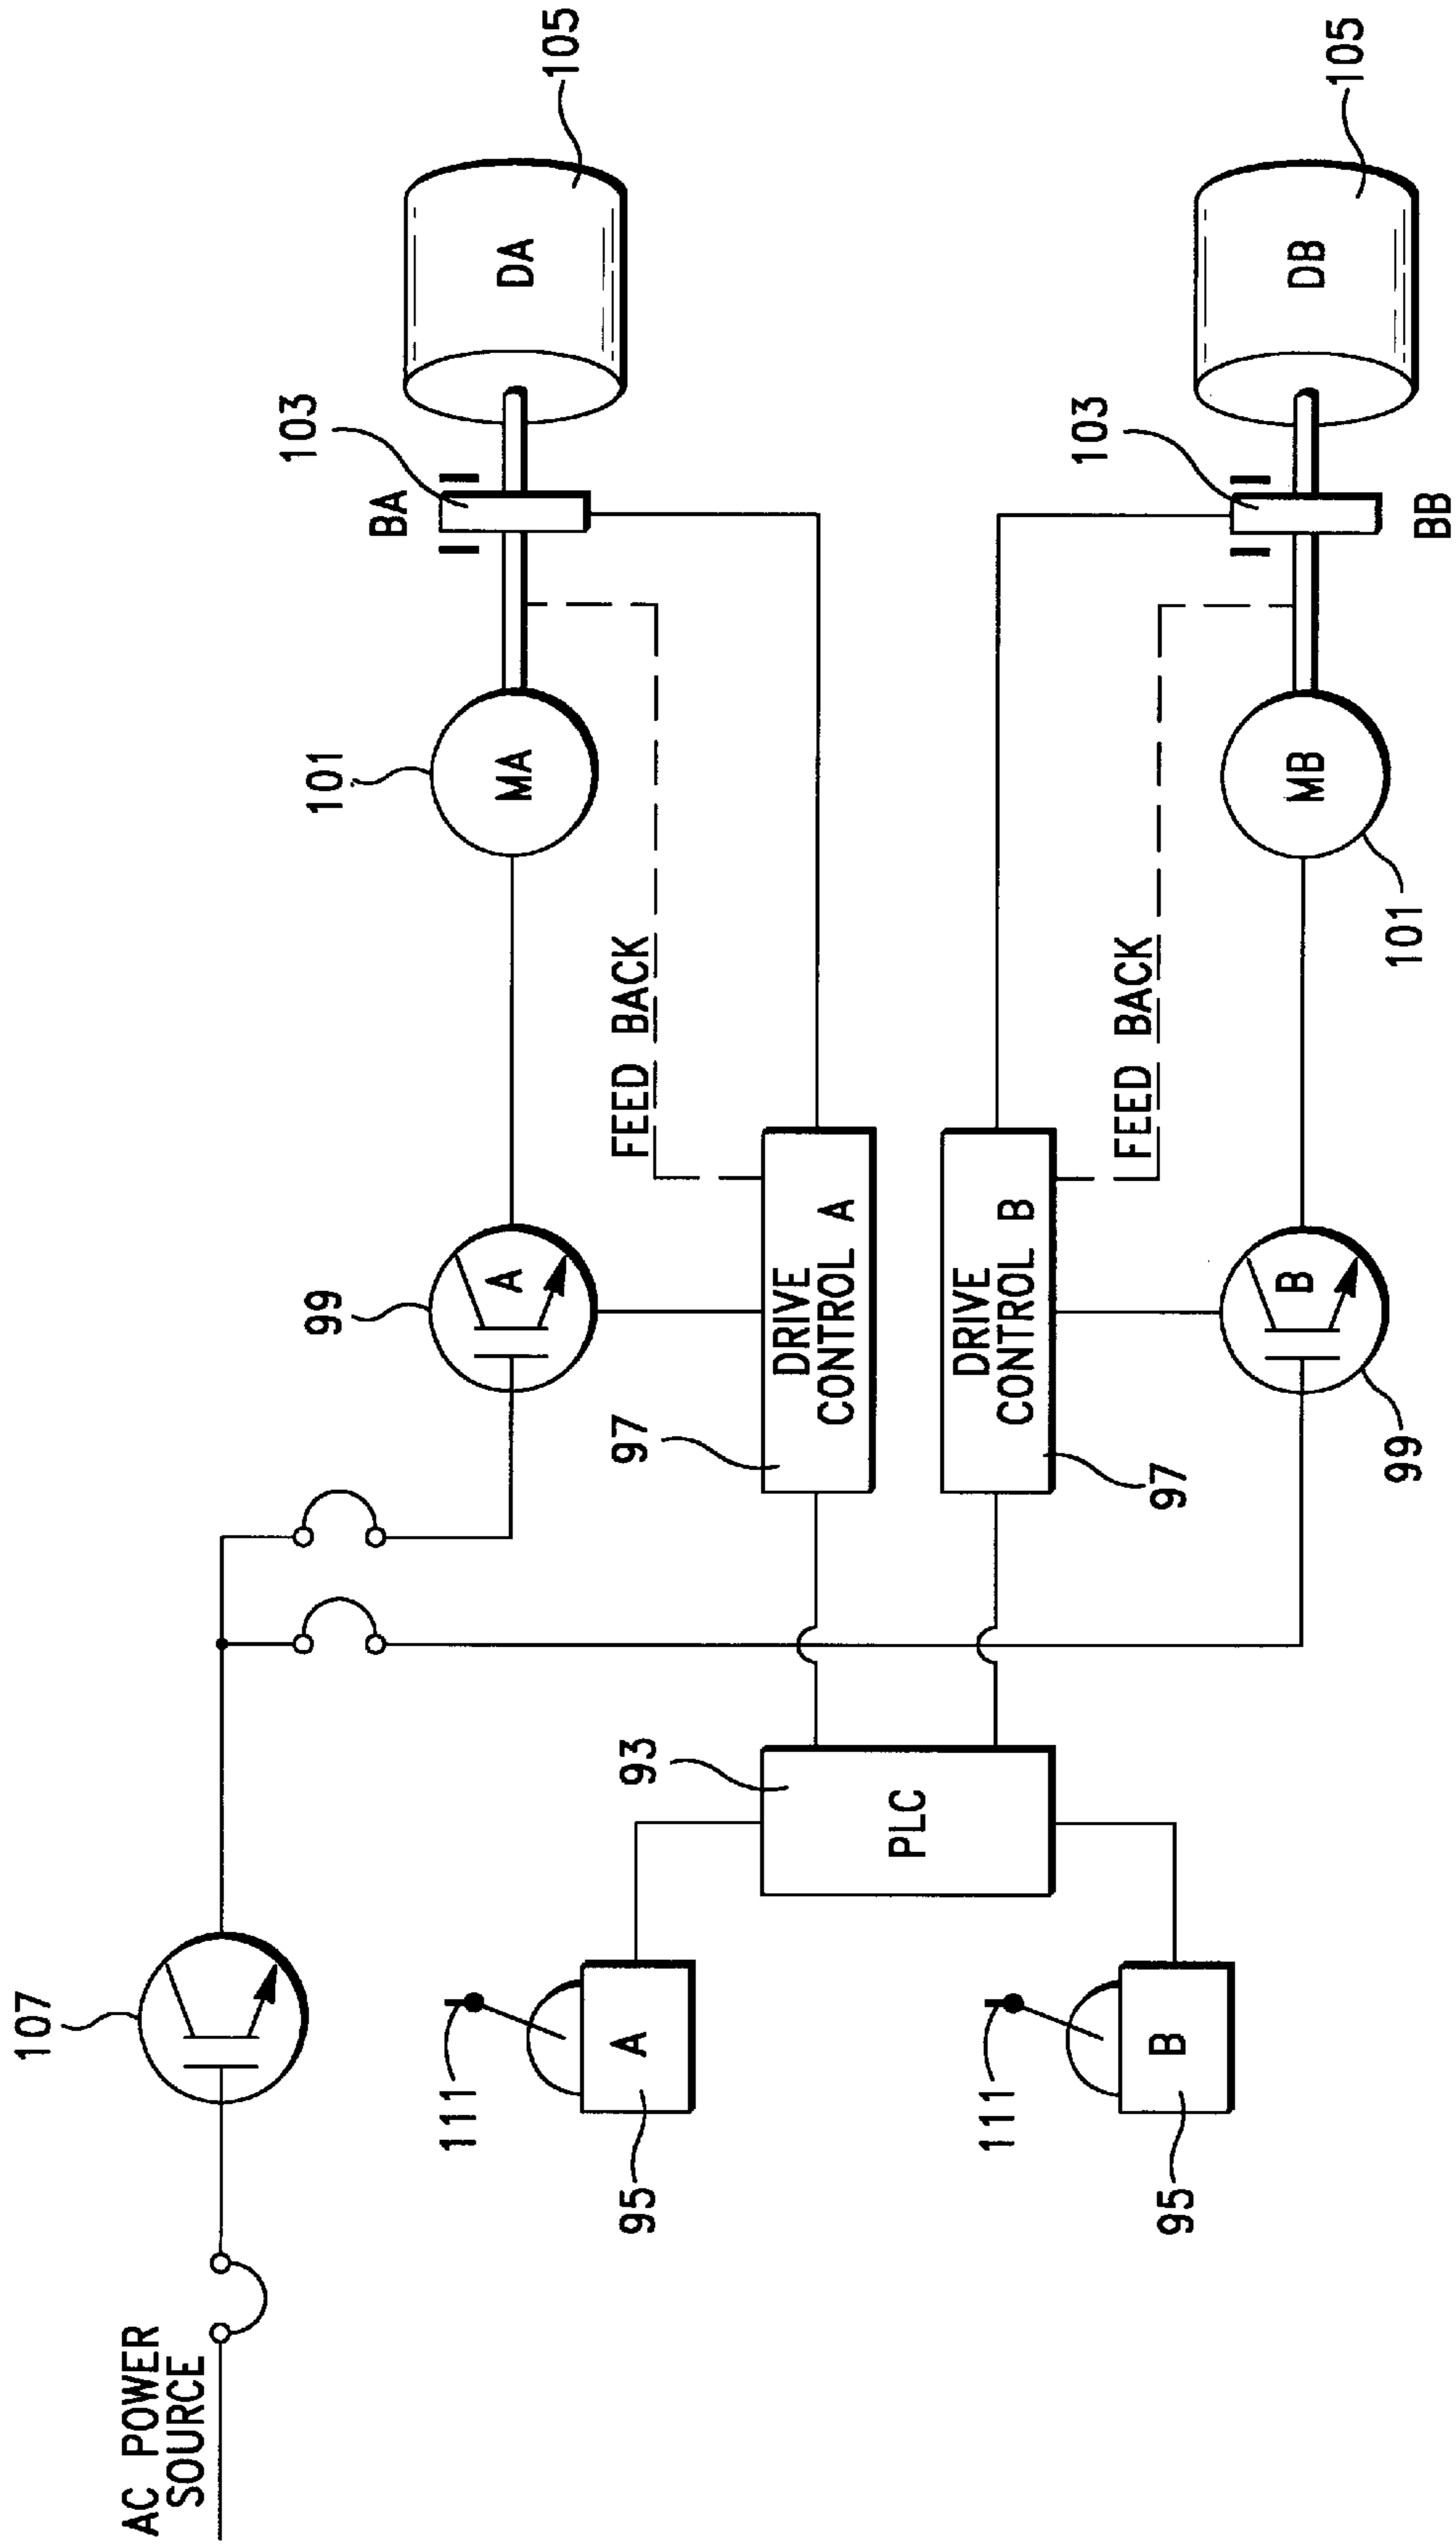 107
AC POWER
SOURCE
99
101
103
BA
105
111
A
MA
DA
A
95
97
FEED BACK
93
DRIVE
CONTROL A
PLC
DRIVE
CONTROL B
111
FEED BACK
103
105
B
95
97
B
MB
DB
99
101
BB